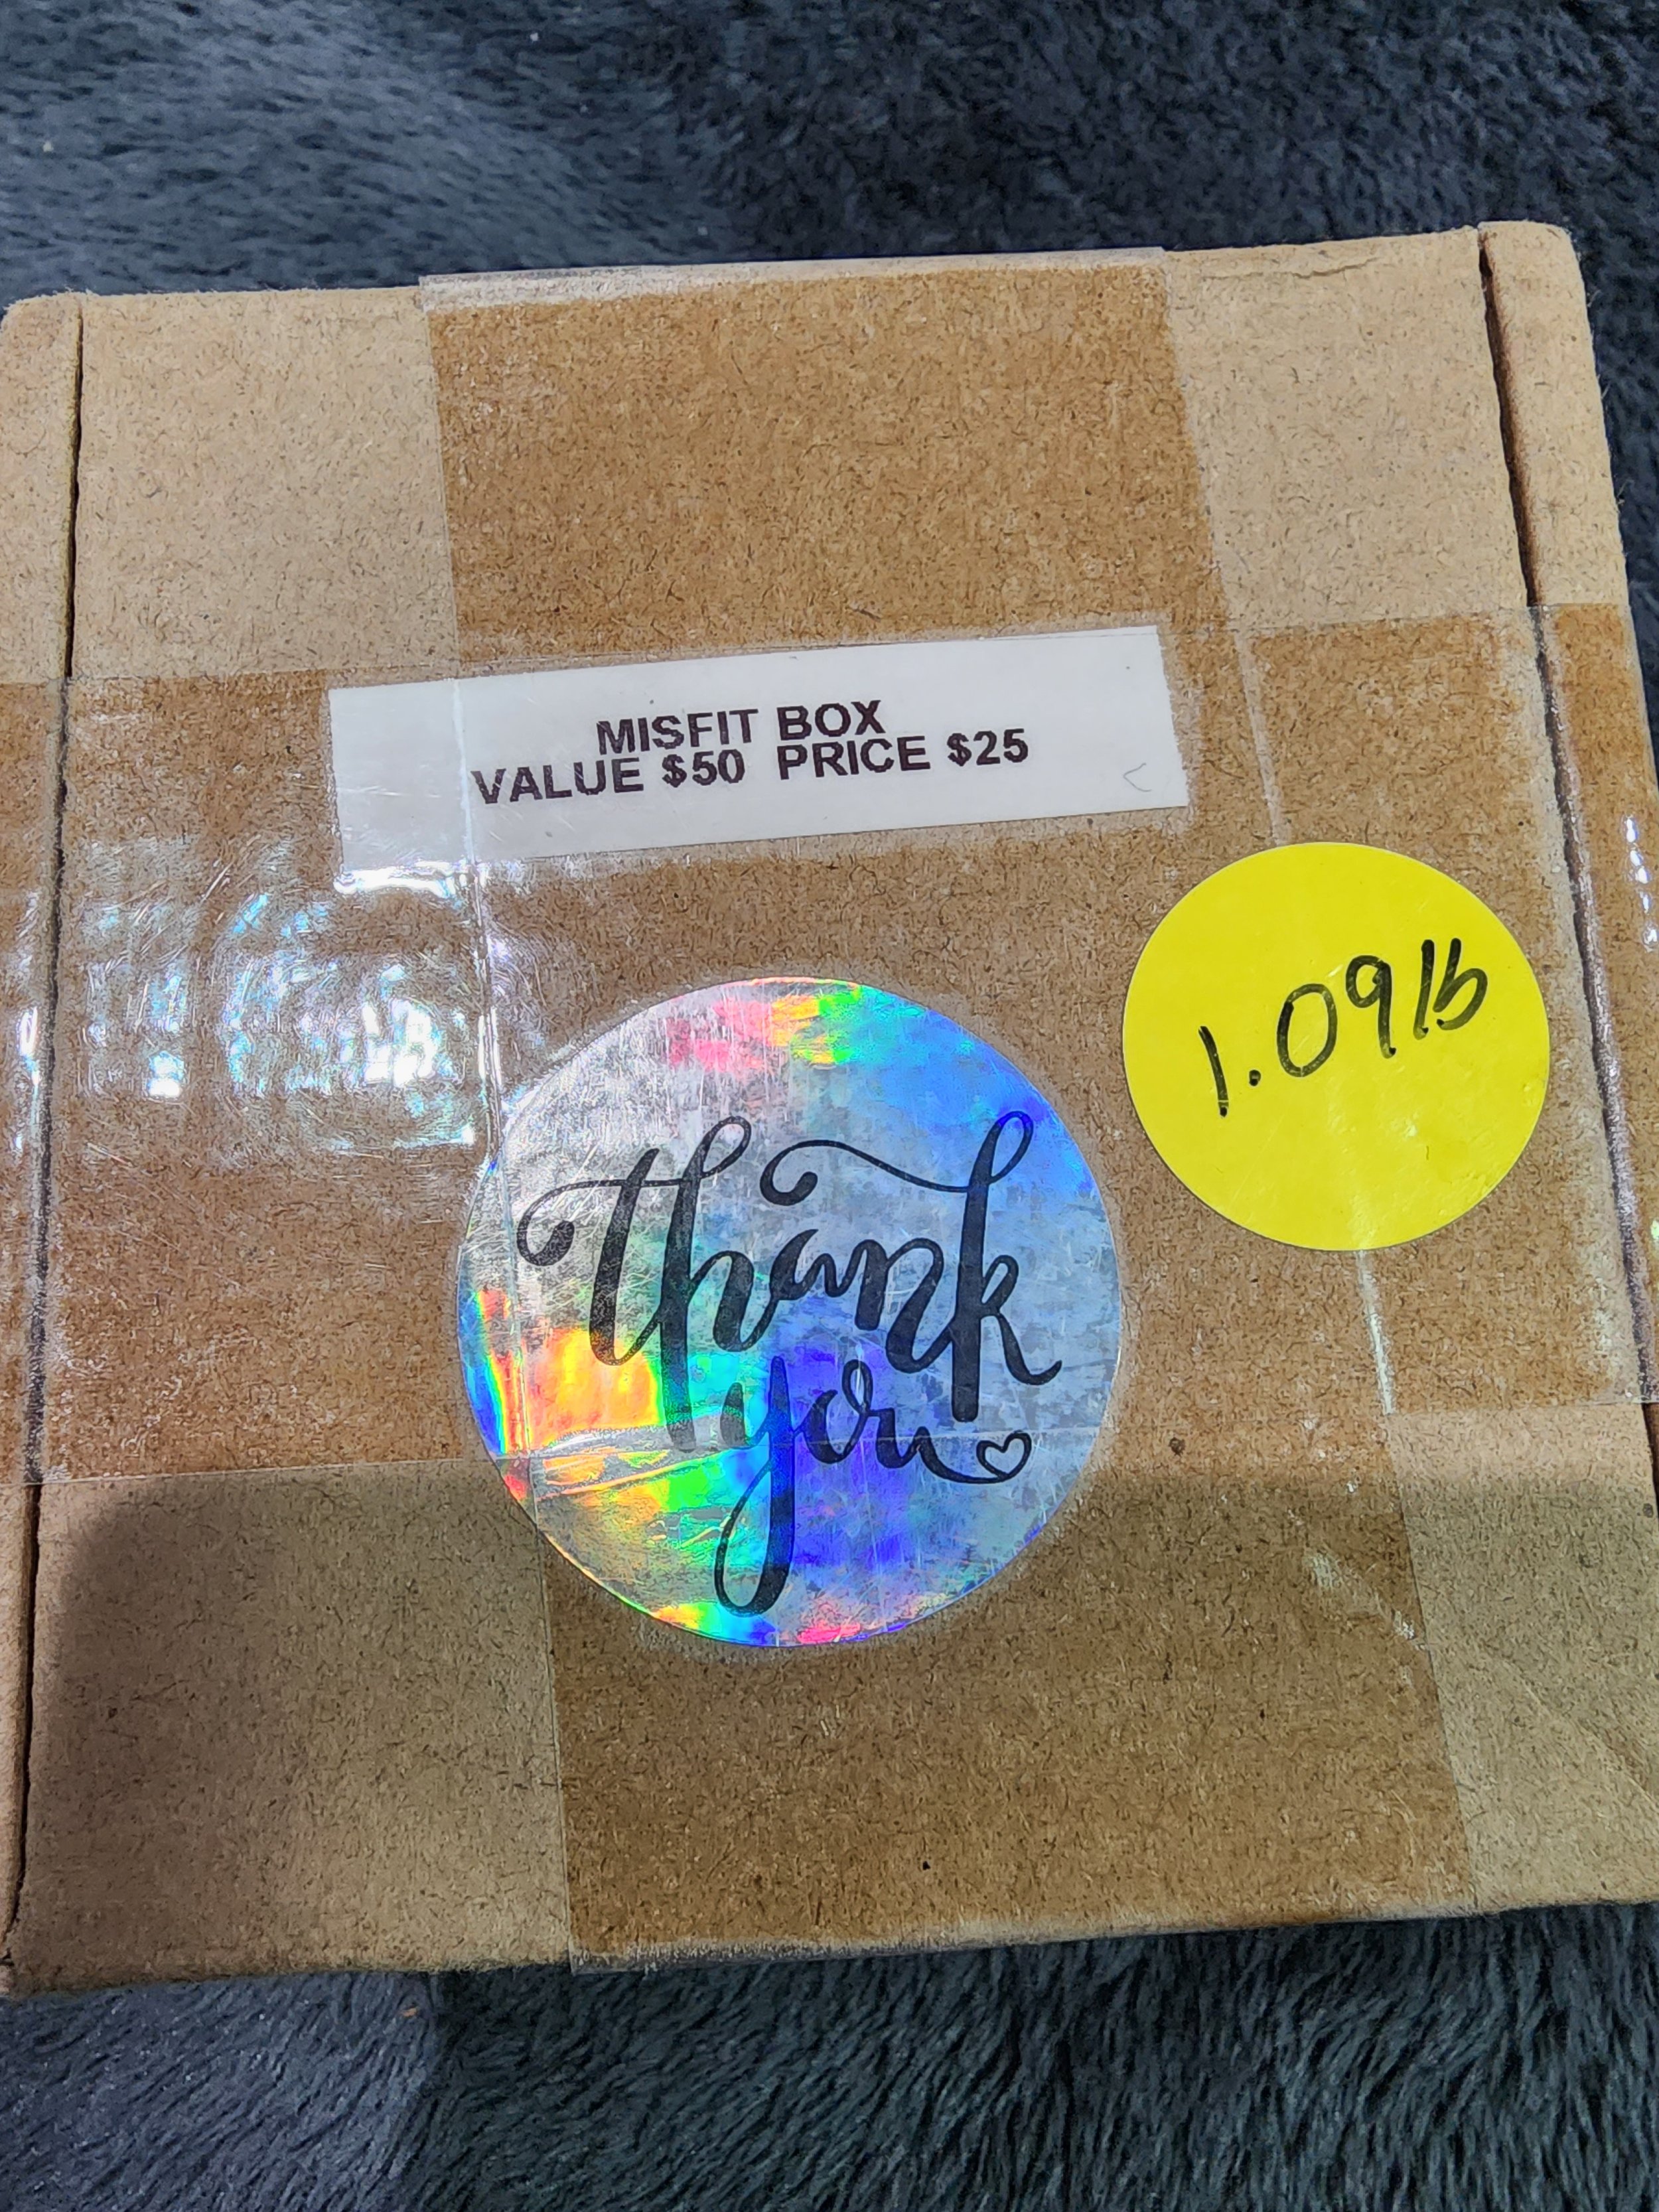 MISFIT BOX
VALUE $50 PRICE $25
1.09lb
thank
you